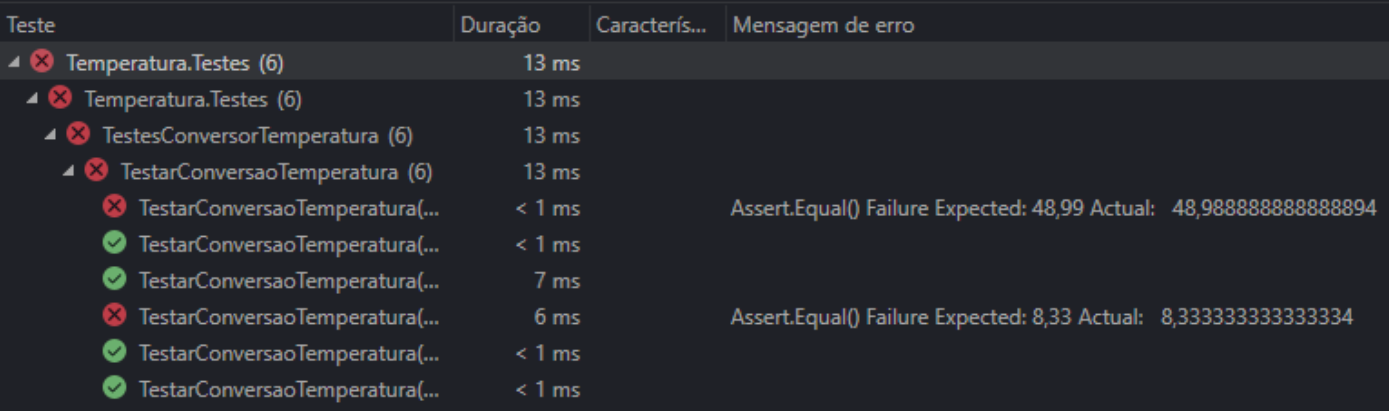 Teste Duração Caracterís... Mensagem de erro
Temperatura.Testes (6) 13 ms
Temperatura.Testes (6) 13 ms
TestesConversorTemperatura (6) 13 ms
TestarConversaoTemperatura (6) 13 ms
TestarConversaoTemperatura(... < 1 ms Assert.Equal() Failure Expected: 48,99 Actual: 48,988888888888894
TestarConversaoTemperatura(... < 1 ms
TestarConversaoTemperatura(... 7 ms
TestarConversaoTemperatura(... 6 ms Assert.Equal() Failure Expected: 8,33 Actual: 8,333333333333334
TestarConversaoTemperatura(... < 1 ms
TestarConversaoTemperatura(... < 1 ms